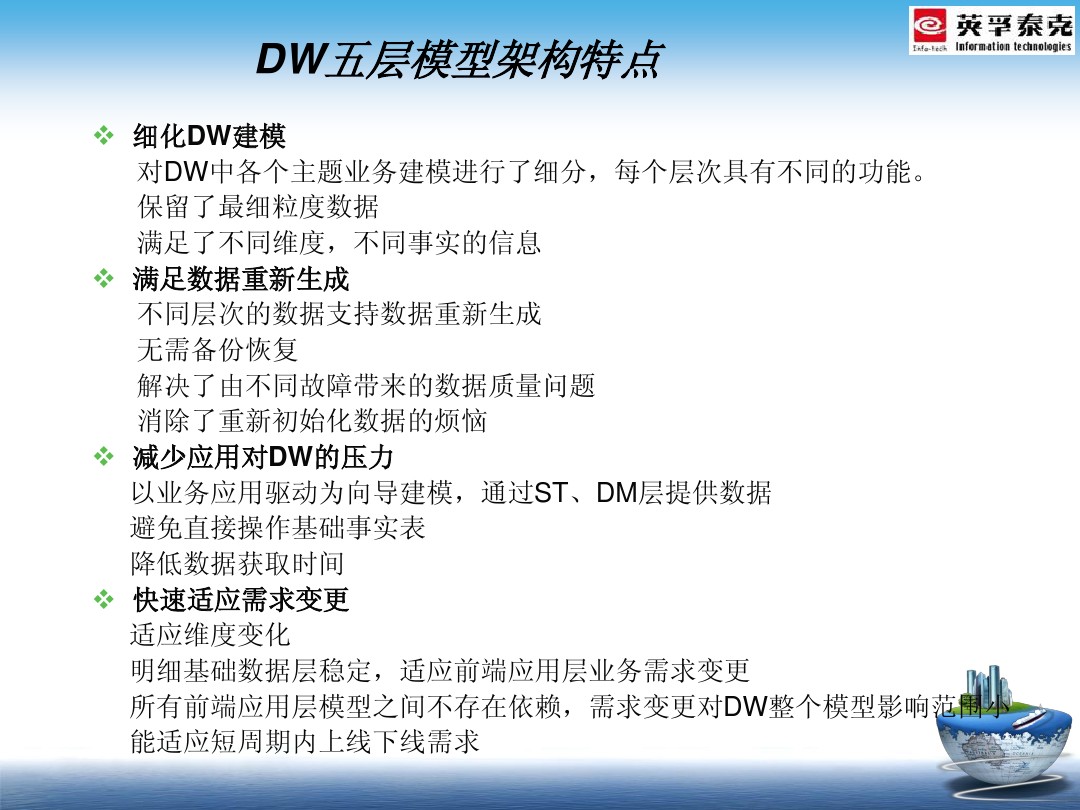 DW五层模型架构特点
英孚泰克
Info-tech
Information technologies
细化DW建模
对DW中各个主题业务建模进行了细分，每个层次具有不同的功能。
保留了最细粒度数据
满足了不同维度，不同事实的信息
满足数据重新生成
不同层次的数据支持数据重新生成
无需备份恢复
解决了由不同故障带来的数据质量问题
消除了重新初始化数据的烦恼
减少应用对DW的压力
以业务应用驱动为向导建模，通过ST、DM层提供数据
避免直接操作基础事实表
降低数据获取时间
快速适应需求变更
适应维度变化
明细基础数据层稳定，适应前端应用层业务需求变更
所有前端应用层模型之间不存在依赖，需求变更对DW整个模型影响范围小
能适应短周期内上线下线需求